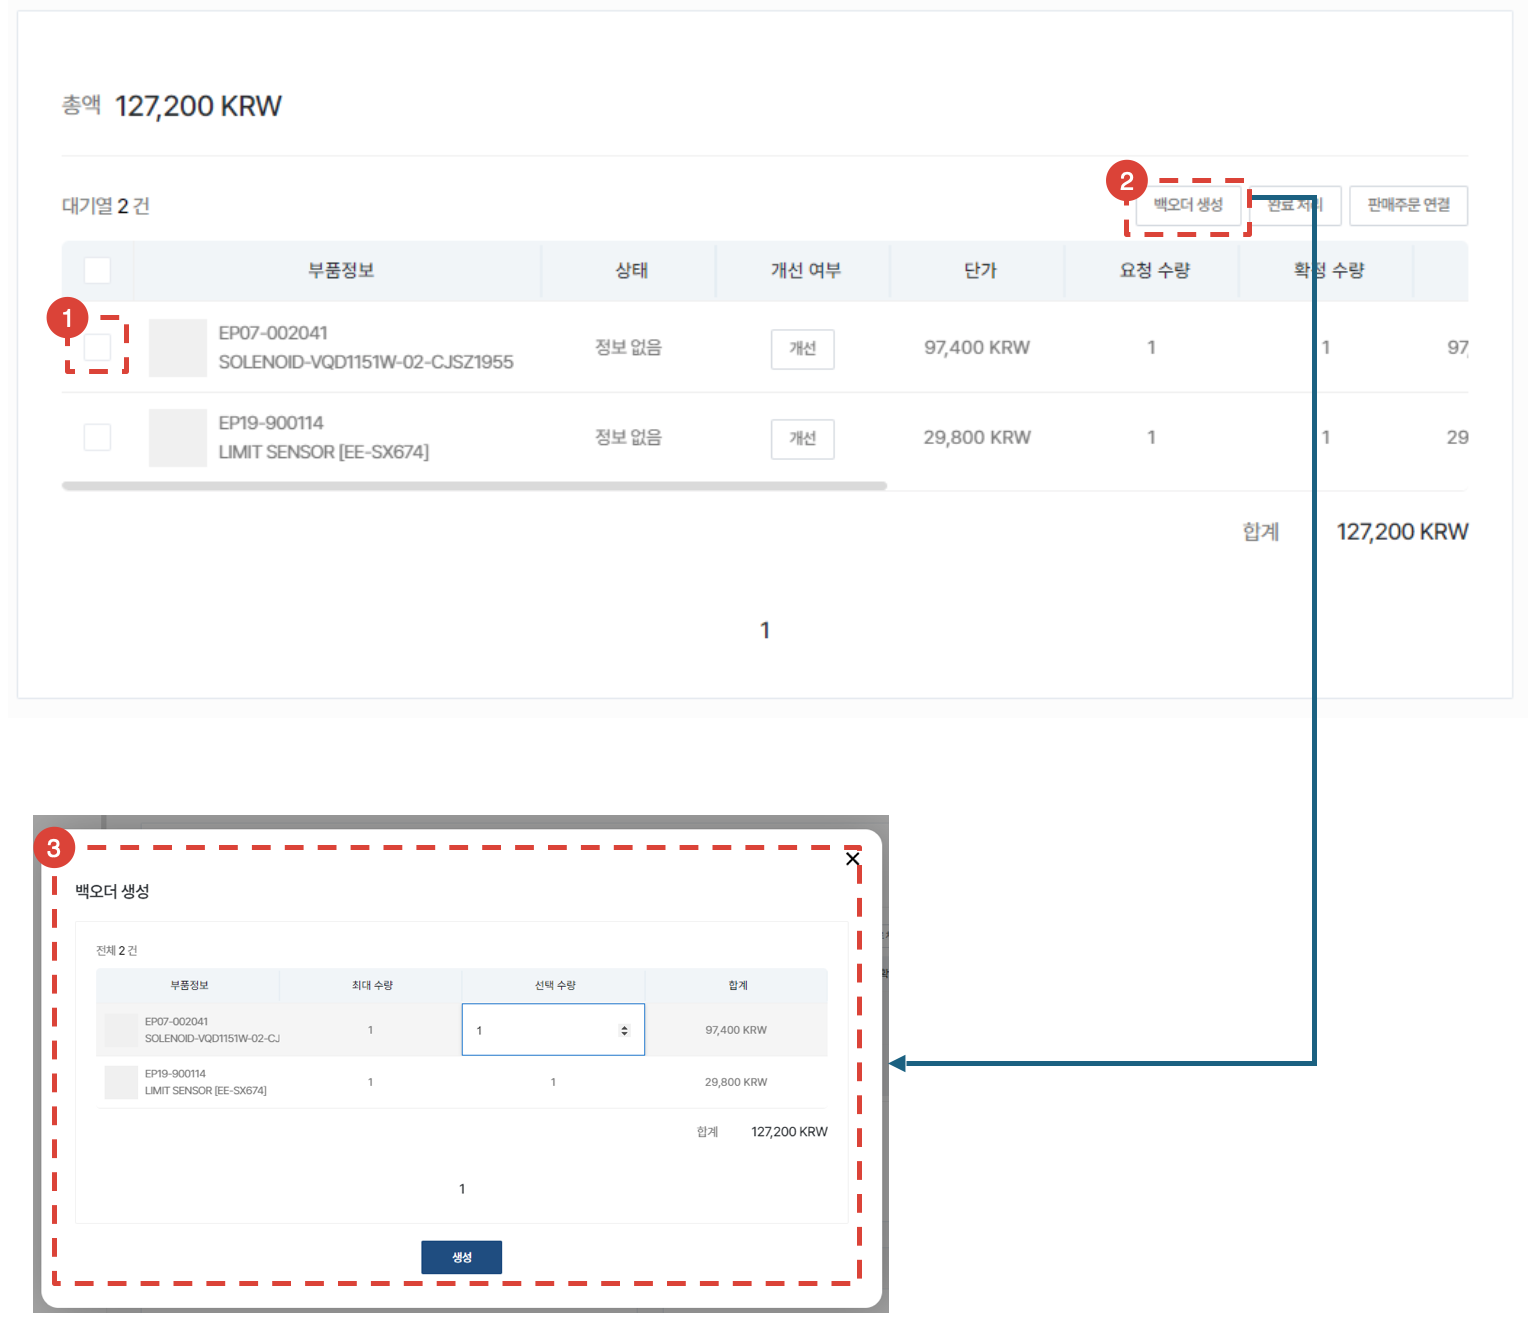 총액 127,200 KRW
2
대기열 2 건
백오더 생성 완료 처리 판매주문 연결
부품정보 상태 개선 여부 단가 요청 수량 확정 수량
1
EP07-002041
SOLENOID-VQD1151W-02-CJSZ1955
정보 없음 개선 97,400 KRW 1 1 97,
EP19-900114
LIMIT SENSOR [EE-SX674]
정보 없음 개선 29,800 KRW 1 1 29
합계 127,200 KRW
1
3
백오더 생성
전체 2 건
부품정보 최대 수량 선택 수량 합계
EP07-002041
SOLENOID-VQD1151W-02-CJ
1 1 97,400 KRW
EP19-900114
LIMIT SENSOR [EE-SX674]
1 1 29,800 KRW
합계 127,200 KRW
1
생성